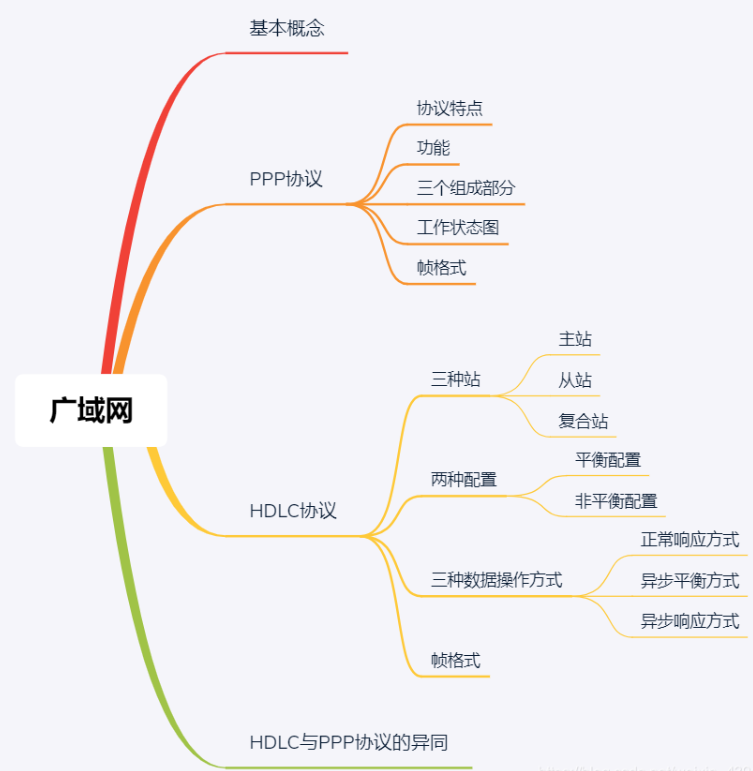 基本概念
协议特点
功能
PPP协议
三个组成部分
工作状态图
帧格式
广域网
HDLC协议
三种站
主站
从站
复合站
两种配置
平衡配置
非平衡配置
三种数据操作方式
正常响应方式
异步平衡方式
异步响应方式
帧格式
HDLC与PPP协议的异同